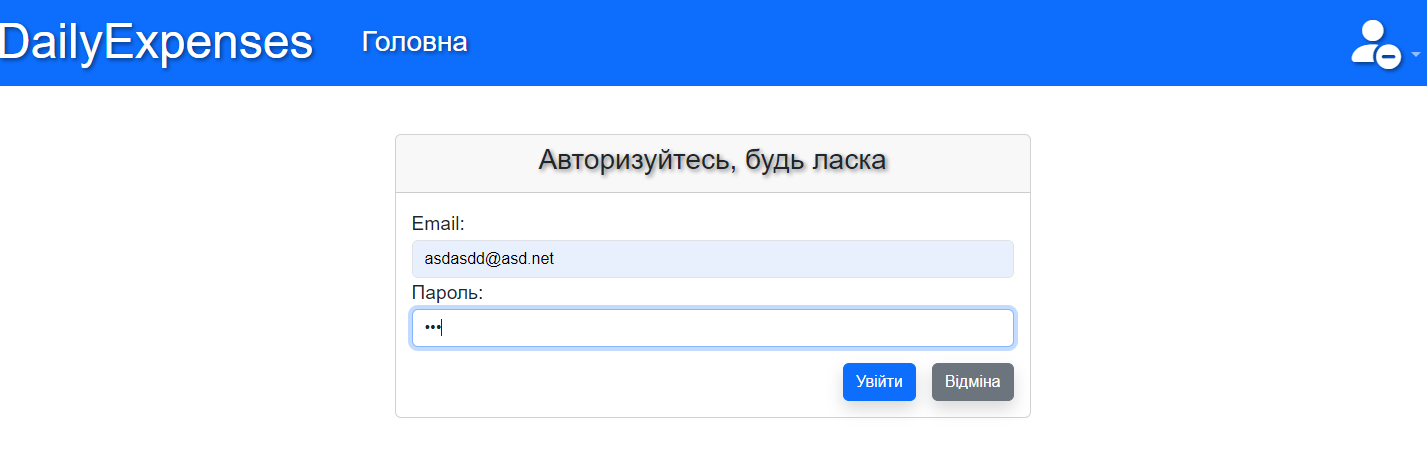 DailyExpenses Головна
Авторизуйтесь, будь ласка
Email:
asdasdd@asd.net
Пароль:
•••
Увійти Відміна